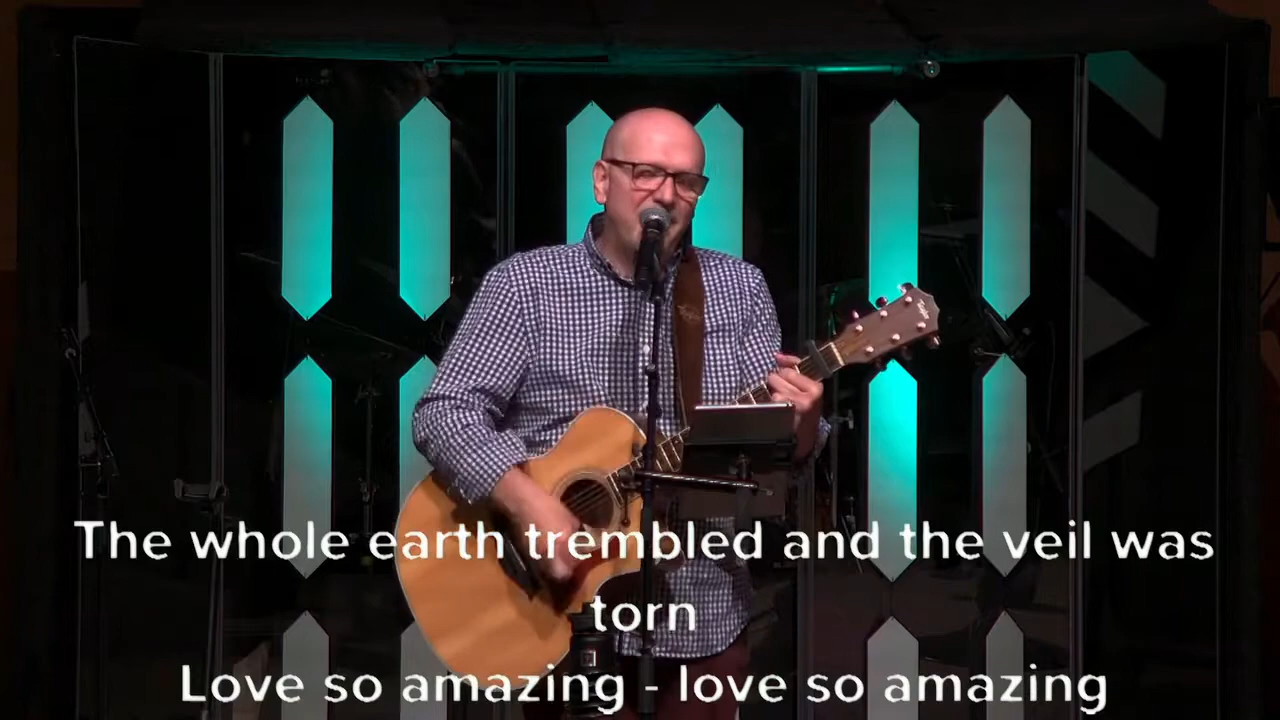 The whole earth trembled and the veil was
torn
Love so amazing - love so amazing